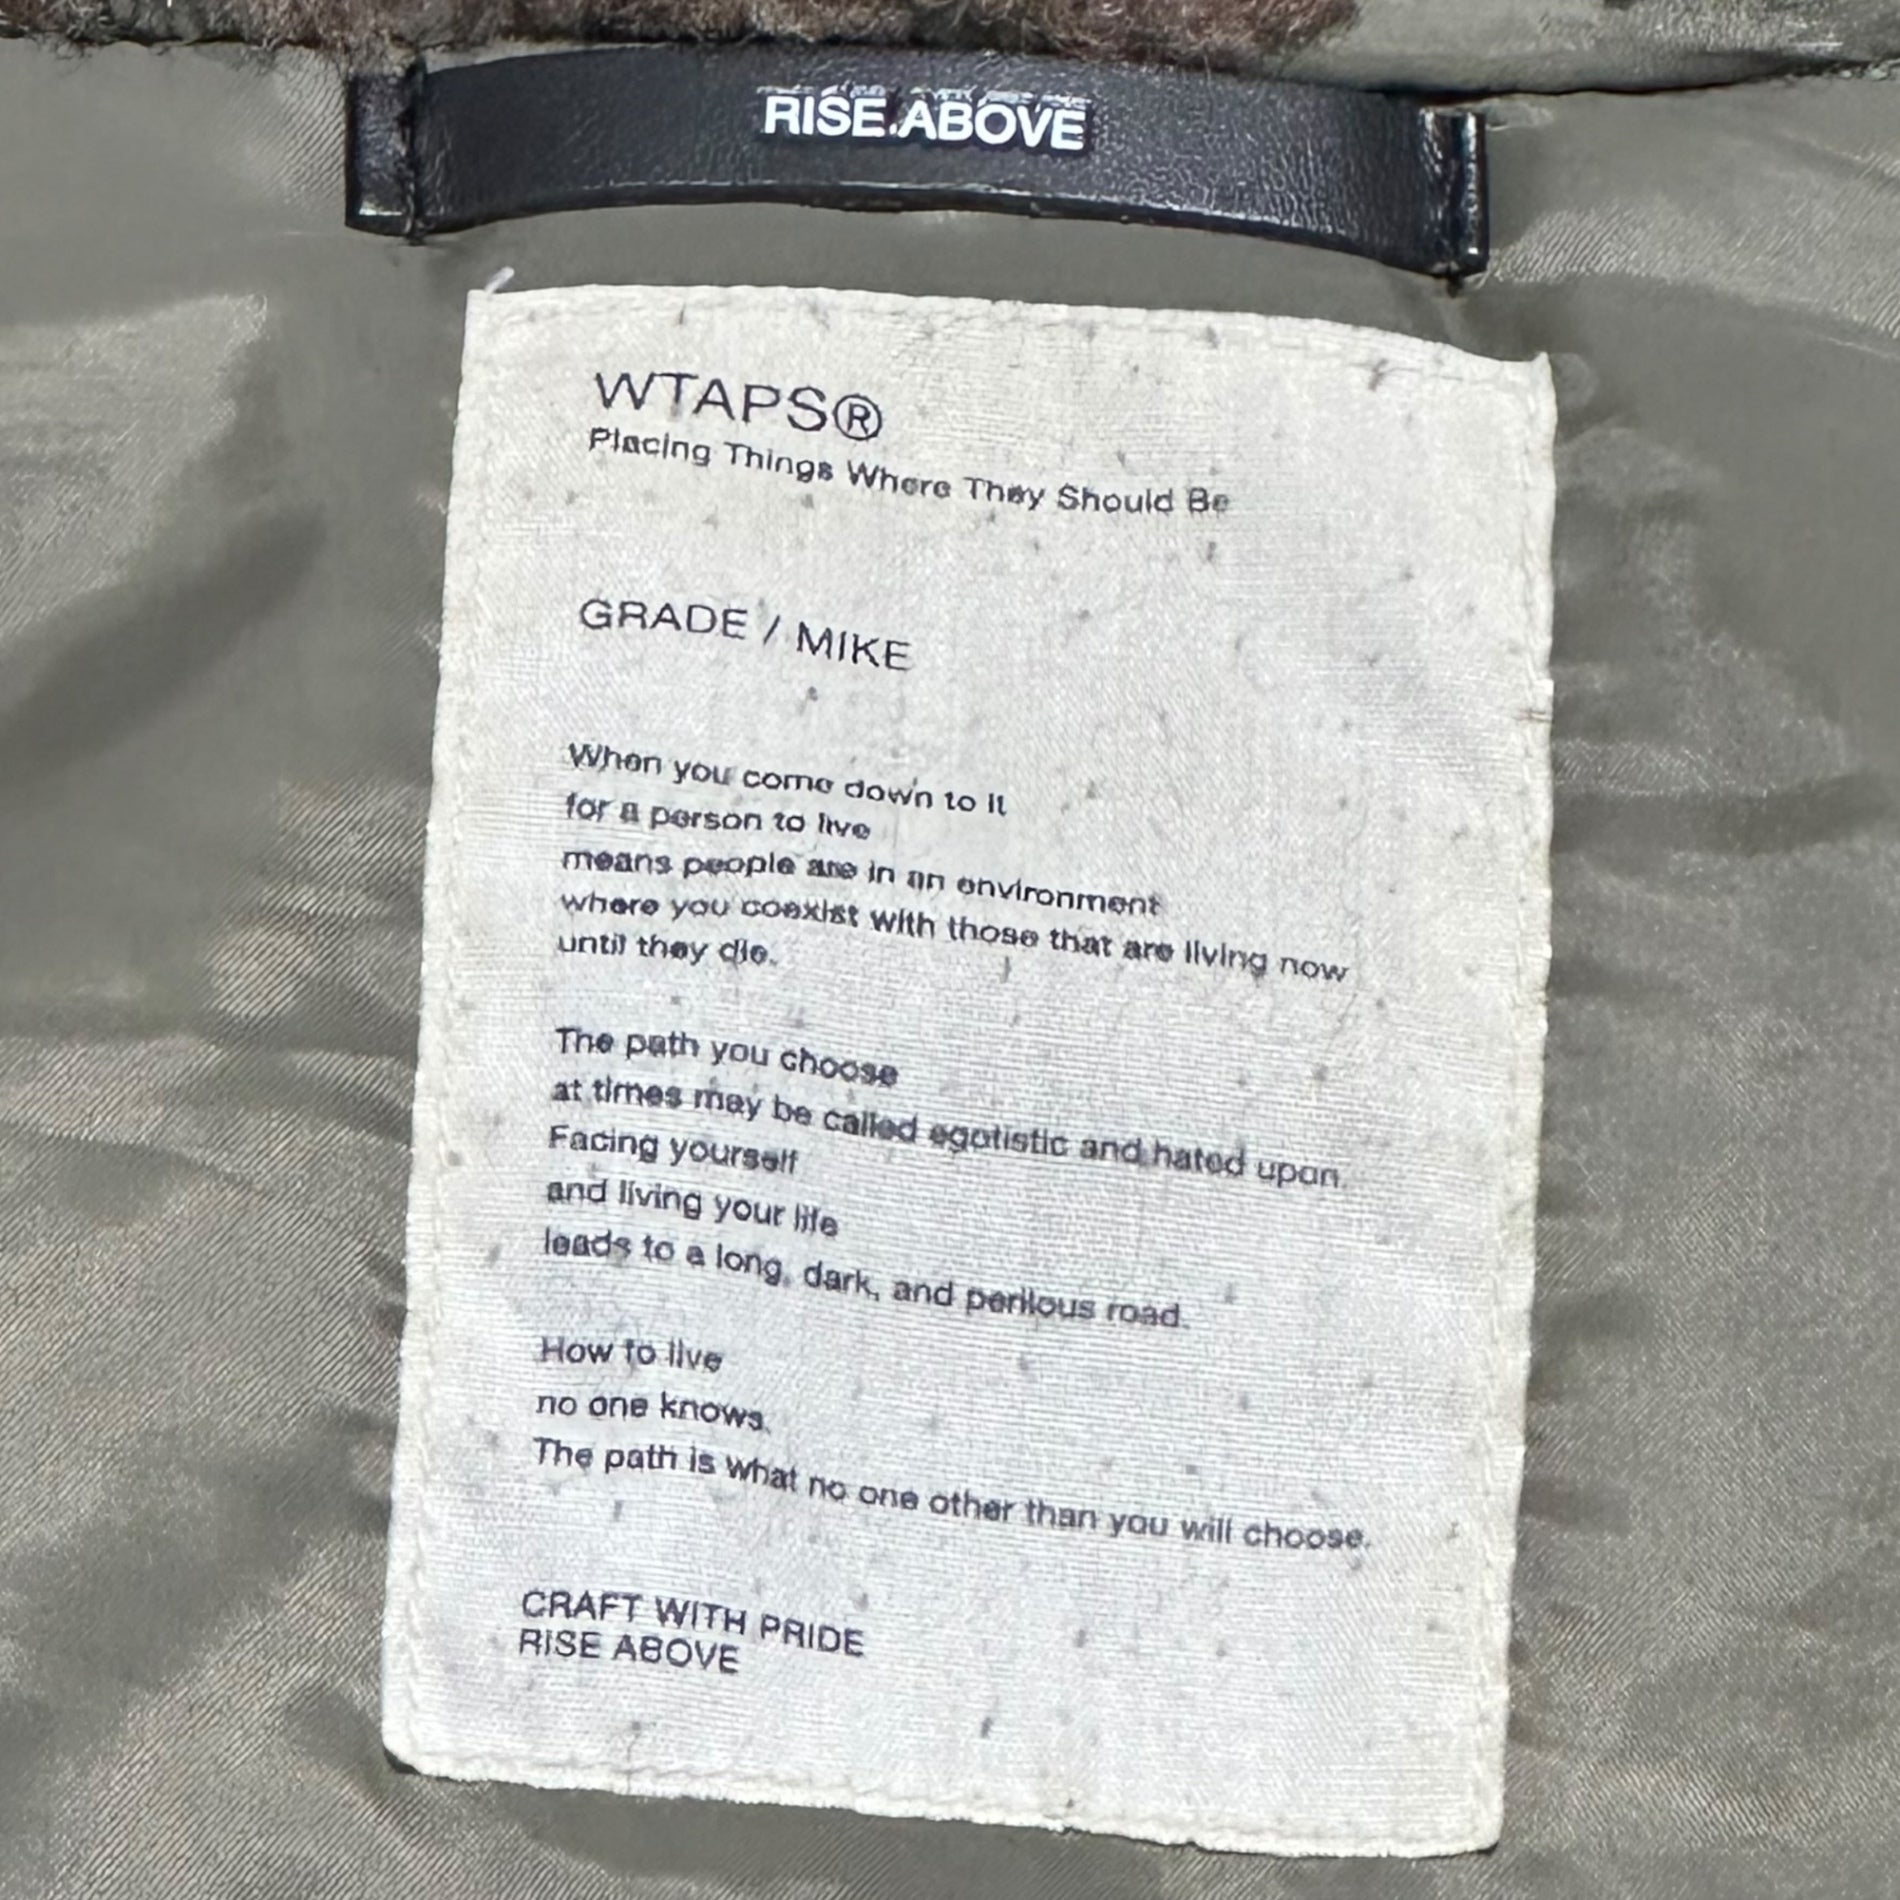 RISE ABOVE
WTAPS®
Placing Things Where They Should Be
GRADE / MIKE
When you come down to it
for a person to live
means people are in an environment
where you coexist with those that are living now
until they die.
The path you choose
at times may be called egotistic and hated upon.
Facing yourself
and living your life
leads to a long, dark, and perilous road.
How to live
no one knows.
The path is what no one other than you will choose.
CRAFT WITH PRIDE
RISE ABOVE